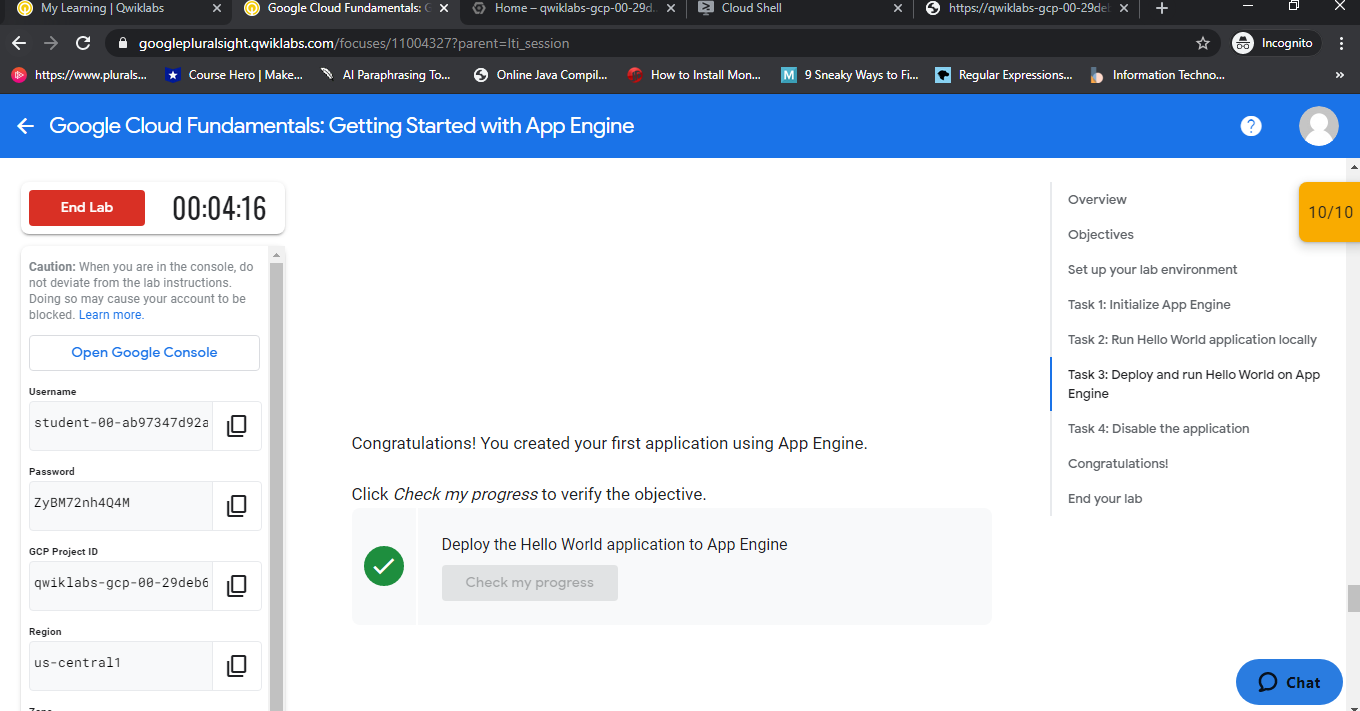 My Learning | Qwiklabs
Google Cloud Fundamentals: G
Home – qwiklabs-gcp-00-29d
Cloud Shell
https://qwiklabs-gcp-00-29deb
googlepluralsight.qwiklabs.com/focuses/11004327?parent=lti_session
Incognito
https://www.plurals...
Course Hero | Make...
AI Paraphrasing To...
Online Java Compil...
How to Install Mon...
M
9 Sneaky Ways to Fi...
Regular Expressions...
Information Techno...
»
Google Cloud Fundamentals: Getting Started with App Engine
?
End Lab
00:04:16
Caution: When you are in the console, do
not deviate from the lab instructions.
Doing so may cause your account to be
blocked. Learn more.
Open Google Console
Username
student-00-ab97347d92a
Password
ZyBM72nh4Q4M
GCP Project ID
qwiklabs-gcp-00-29deb6
Region
us-central1
Congratulations! You created your first application using App Engine.
Click Check my progress to verify the objective.
Deploy the Hello World application to App Engine
Check my progress
Overview
Objectives
Set up your lab environment
Task 1: Initialize App Engine
Task 2: Run Hello World application locally
Task 3: Deploy and run Hello World on App
Engine
Task 4: Disable the application
Congratulations!
End your lab
10/10
Chat